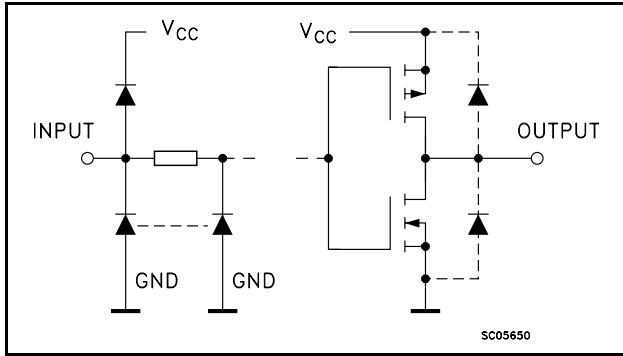 VCC
VCC
INPUT
OUTPUT
GND
GND
SC05650